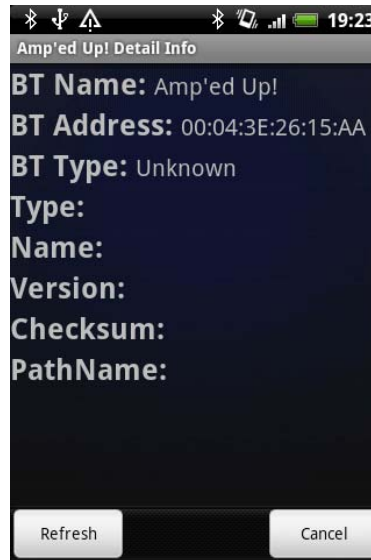 19:23
Amp'ed Up! Detail Info
BT Name: Amp'ed Up!
BT Address: 00:04:3E:26:15:AA
BT Type: Unknown
Type:
Name:
Version:
Checksum:
PathName:
Refresh Cancel